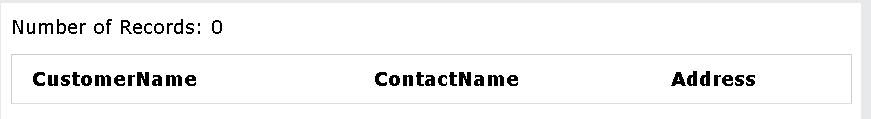 Number of Records: 0
CustomerName ContactName Address